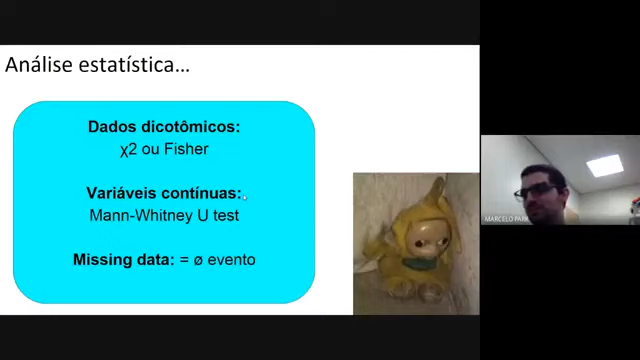 Análise estatística...
Dados dicotômicos:
χ2 ou Fisher
Variáveis contínuas:
Mann-Whitney U test
Missing data: = ø evento
MARCELO PARK